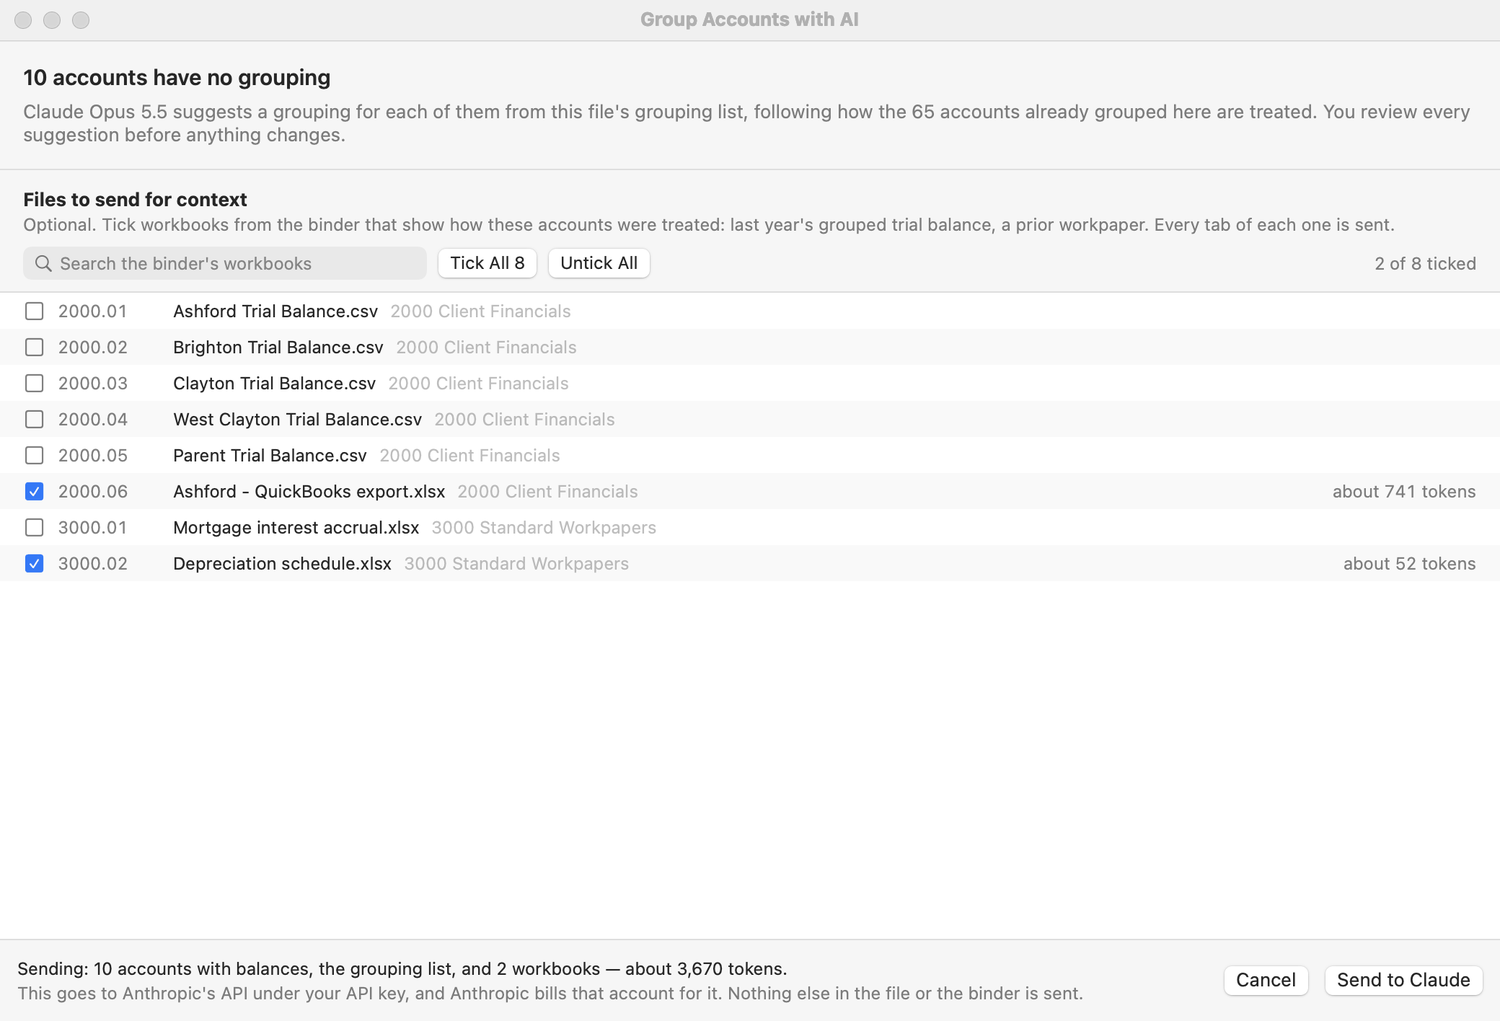 Group Accounts with AI
10 accounts have no grouping
Claude Opus 5.5 suggests a grouping for each of them from this file's grouping list, following how the 65 accounts already grouped here are treated. You review every
suggestion before anything changes.
Files to send for context
Optional. Tick workbooks from the binder that show how these accounts were treated: last year's grouped trial balance, a prior workpaper. Every tab of each one is sent.
Search the binder's workbooks Tick All 8 Untick All 2 of 8 ticked
2000.01 Ashford Trial Balance.csv 2000 Client Financials
2000.02 Brighton Trial Balance.csv 2000 Client Financials
2000.03 Clayton Trial Balance.csv 2000 Client Financials
2000.04 West Clayton Trial Balance.csv 2000 Client Financials
2000.05 Parent Trial Balance.csv 2000 Client Financials
2000.06 Ashford - QuickBooks export.xlsx 2000 Client Financials about 741 tokens
3000.01 Mortgage interest accrual.xlsx 3000 Standard Workpapers
3000.02 Depreciation schedule.xlsx 3000 Standard Workpapers about 52 tokens
Sending: 10 accounts with balances, the grouping list, and 2 workbooks — about 3,670 tokens.
This goes to Anthropic's API under your API key, and Anthropic bills that account for it. Nothing else in the file or the binder is sent.
Cancel Send to Claude